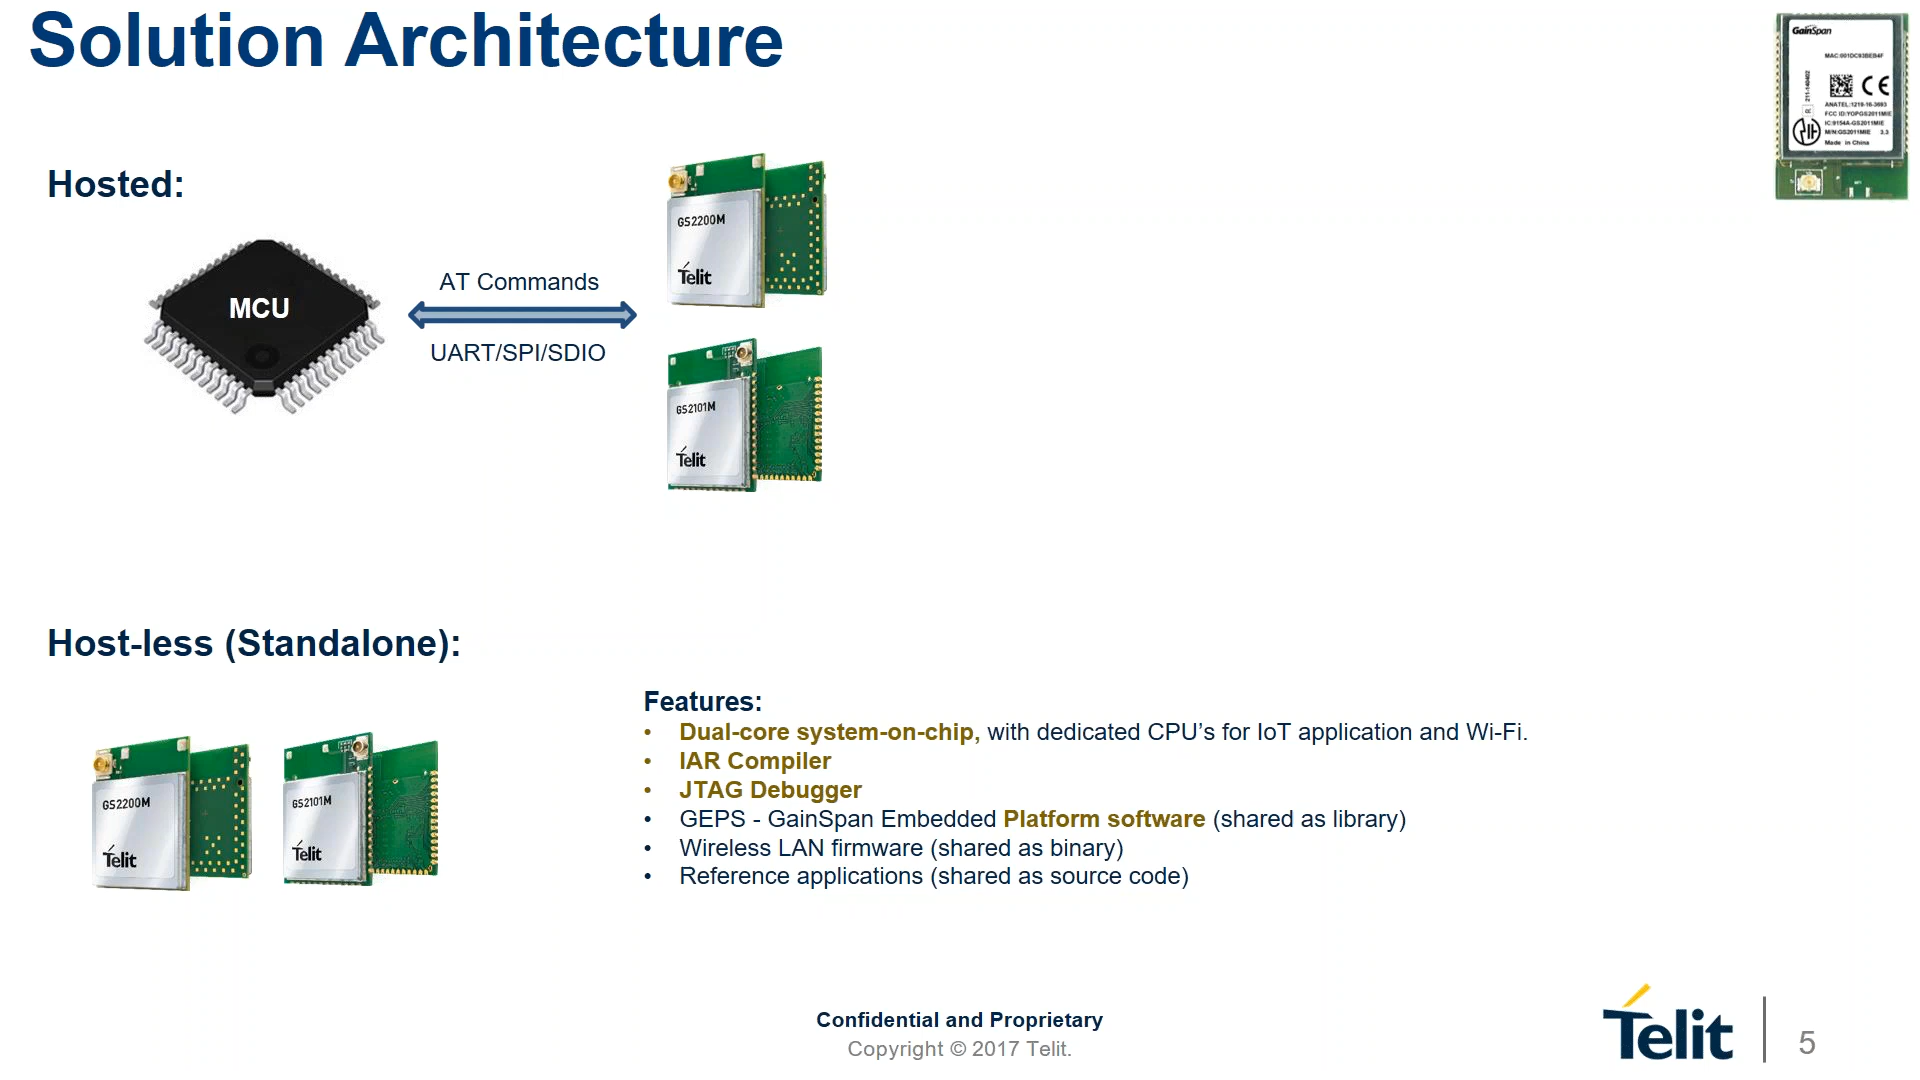 Solution Architecture
GainSpan
MAC:001DC93BEB4F
211-140402
R
ANATEL:1218-16-3693
FCC ID:YOPGS2011MIE
IC:9154A-GS2011MIE
M/N:GS2011MIE 3.3
Made in China
Hosted:
MCU
AT Commands
UART/SPI/SDIO
GS2200M
Telit
GS2101M
Telit
Host-less (Standalone):
GS2200M
Telit
GS2101M
Telit
Features:
• Dual-core system-on-chip, with dedicated CPU’s for IoT application and Wi-Fi.
• IAR Compiler
• JTAG Debugger
• GEPS - GainSpan Embedded Platform software (shared as library)
• Wireless LAN firmware (shared as binary)
• Reference applications (shared as source code)
Confidential and Proprietary
Copyright © 2017 Telit.
Telit
5